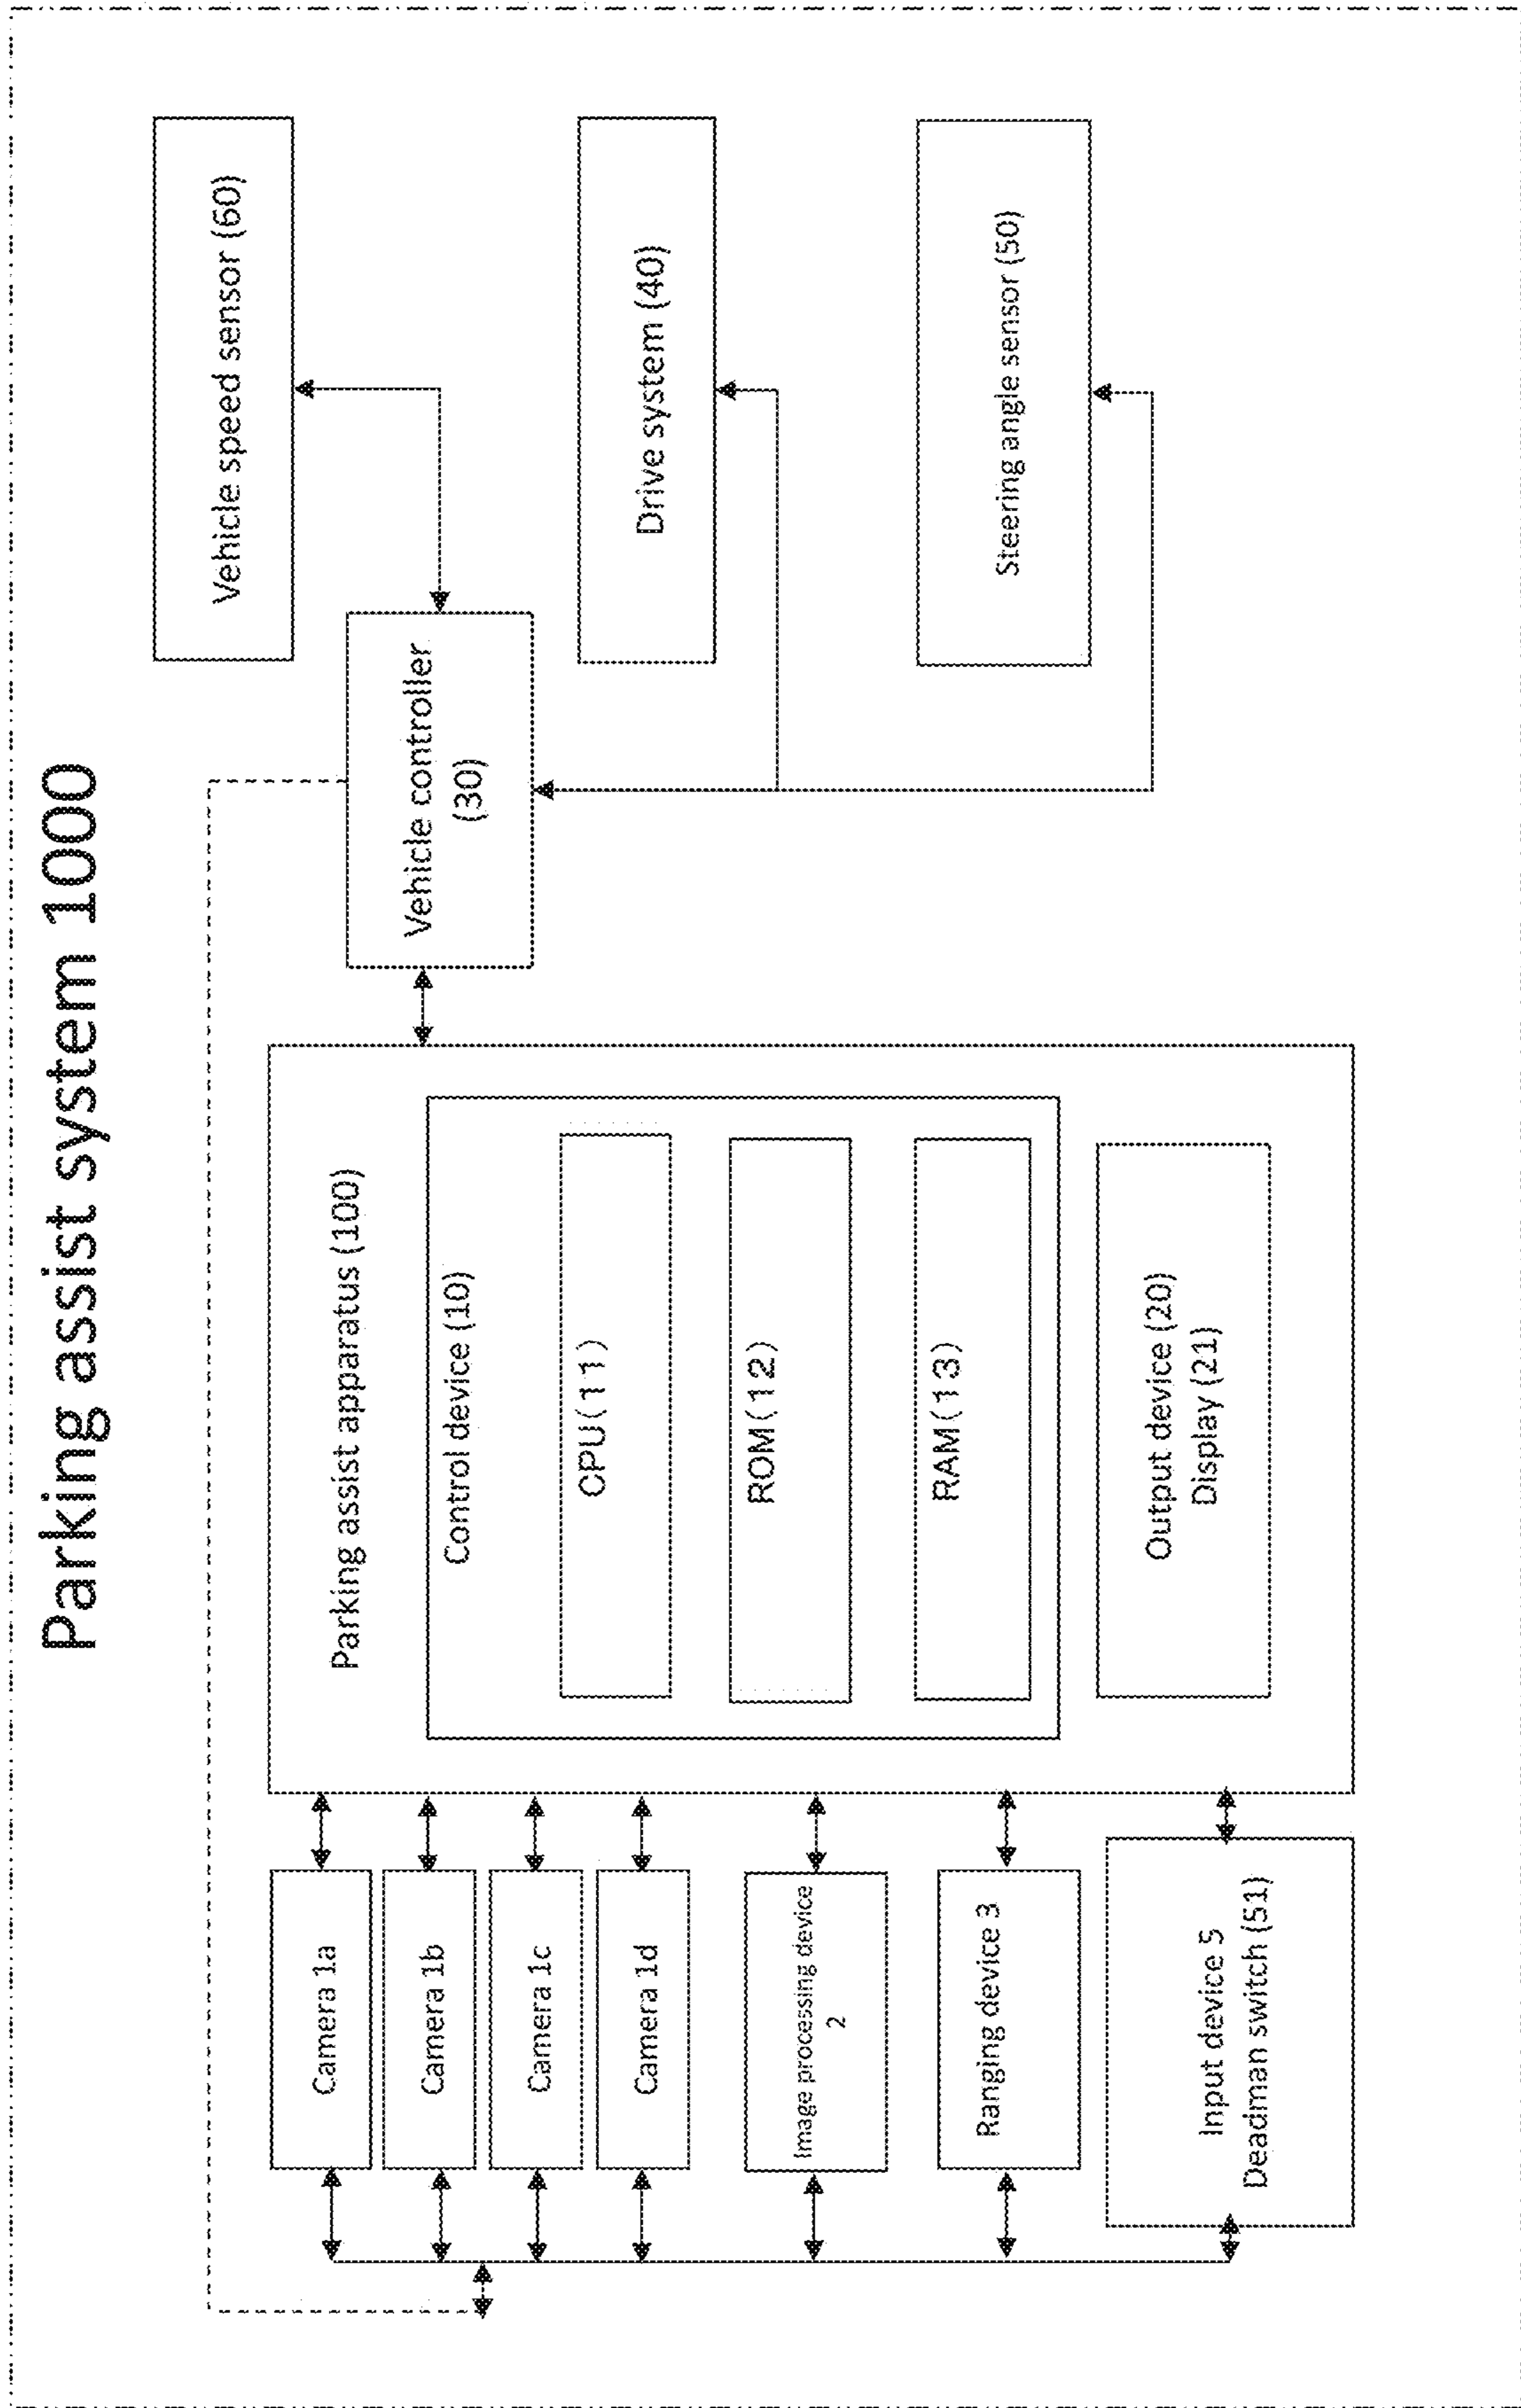 Parking assist system 1000
Camera 1a
Camera 1b
Camera 1c
Camera 1d
Image processing device
2
Ranging device 3
Input device 5
Deadman switch (51)
Parking assist apparatus (100)
Control device (10)
CPU(11)
ROM(12)
RAM(13)
Output device (20)
Display (21)
Vehicle controller
(30)
Vehicle speed sensor (60)
Drive system (40)
Steering angle sensor (50)